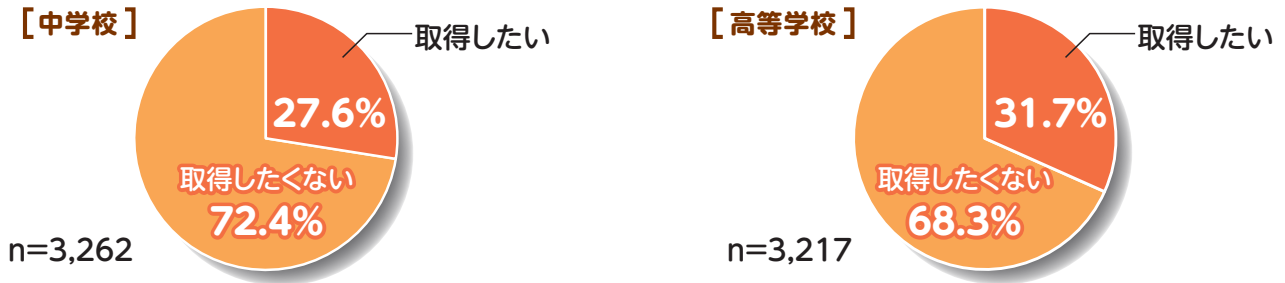 [中学校]
取得したい
27.6%
取得したくない
72.4%
n=3,262
[高等学校]
取得したい
31.7%
取得したくない
68.3%
n=3,217